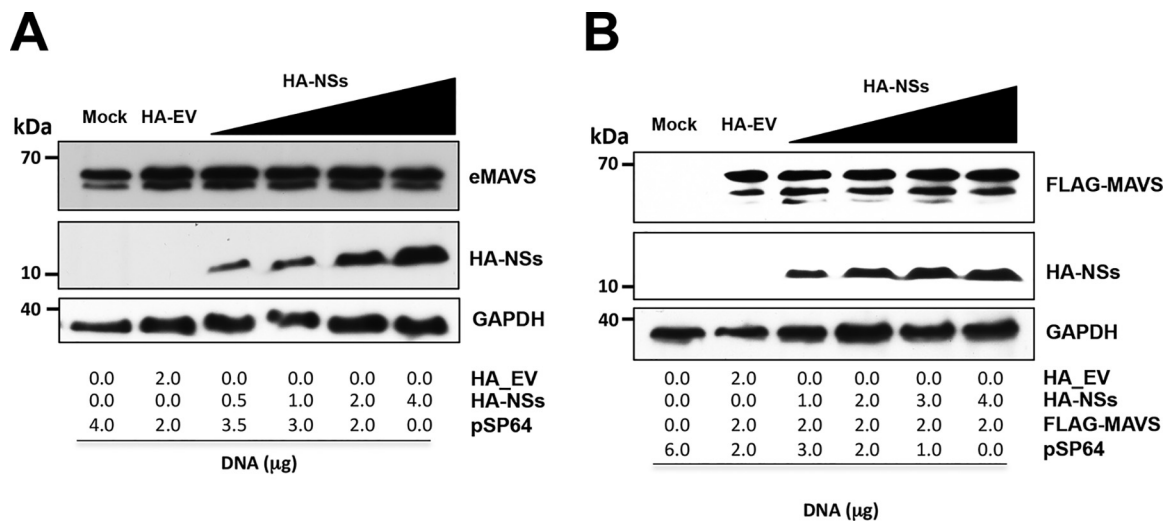 A
HA-NSs
Mock HA-EV
kDa
70
eMAVS
HA-NSs
10
40
GAPDH
0.0 2.0 0.0 0.0 0.0 0.0 HA_EV
0.0 0.0 0.5 1.0 2.0 4.0 HA-NSs
4.0 2.0 3.5 3.0 2.0 0.0 pSP64
DNA (μg)
B
HA-NSs
Mock HA-EV
kDa
70
FLAG-MAVS
HA-NSs
10
40
GAPDH
0.0 2.0 0.0 0.0 0.0 0.0 HA_EV
0.0 0.0 1.0 2.0 3.0 4.0 HA-NSs
0.0 2.0 2.0 2.0 2.0 2.0 FLAG-MAVS
6.0 2.0 3.0 2.0 1.0 0.0 pSP64
DNA (μg)